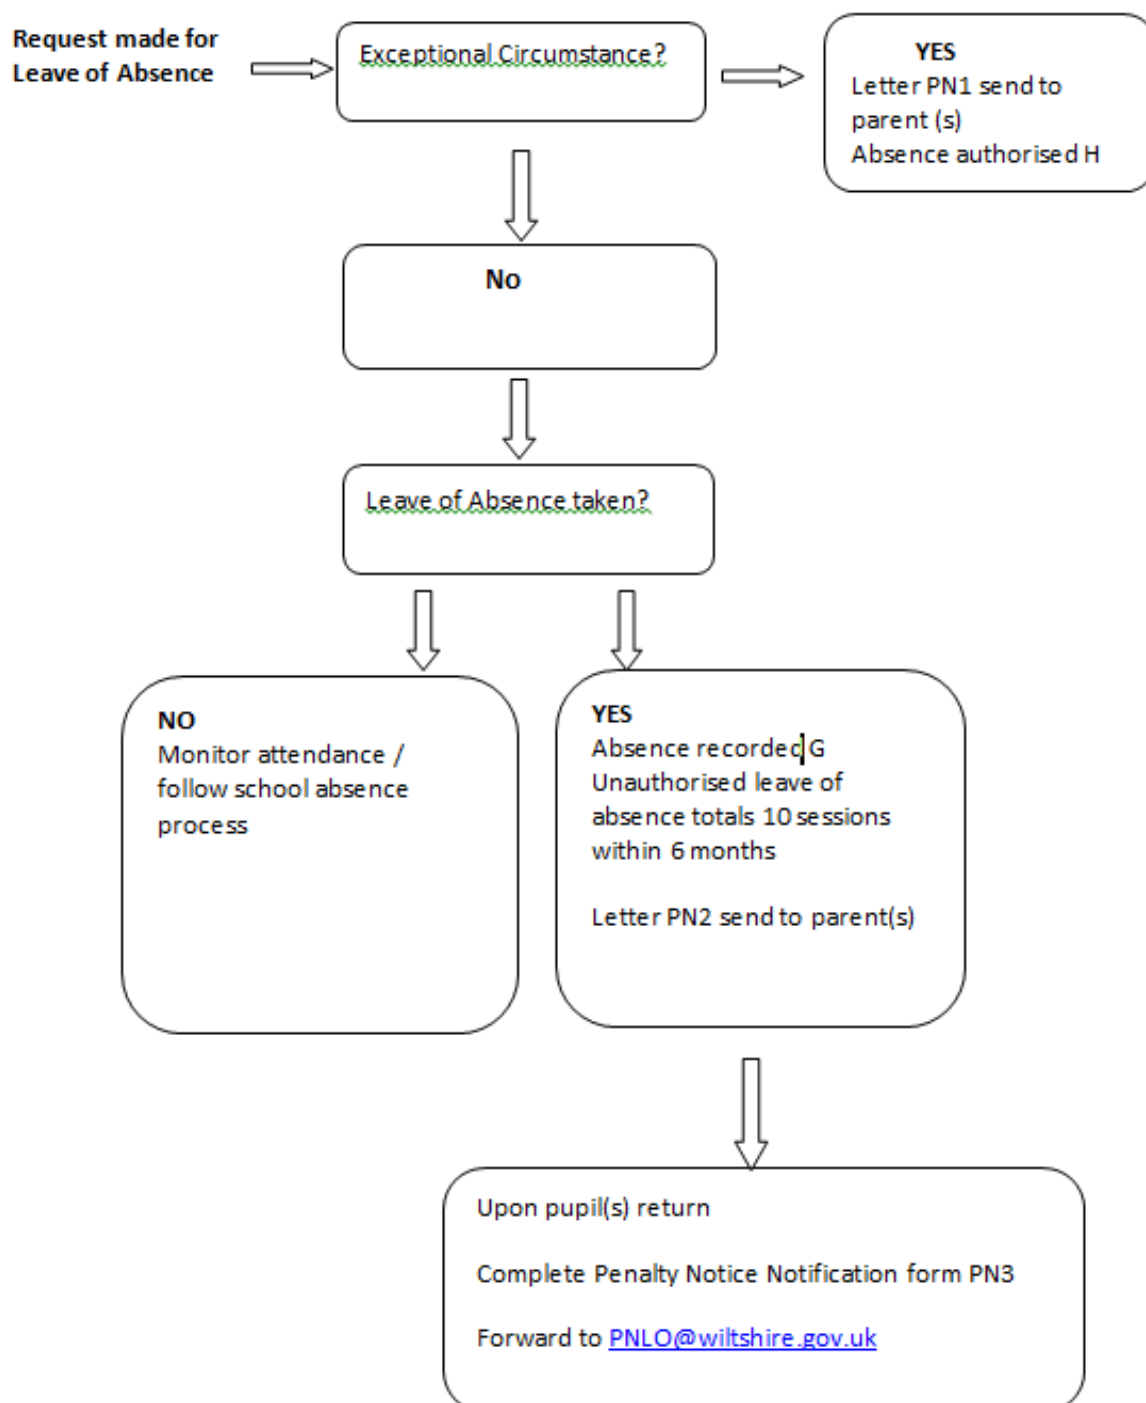 Request made for
Leave of Absence
Exceptional Circumstance?
YES
Letter PN1 send to
parent (s)
Absence authorised H
No
Leave of Absence taken?
NO
Monitor attendance /
follow school absence
process
YES
Absence recorded G
Unauthorised leave of
absence totals 10 sessions
within 6 months
Letter PN2 send to parent(s)
Upon pupil(s) return
Complete Penalty Notice Notification form PN3
Forward to PNLO@wiltshire.gov.uk